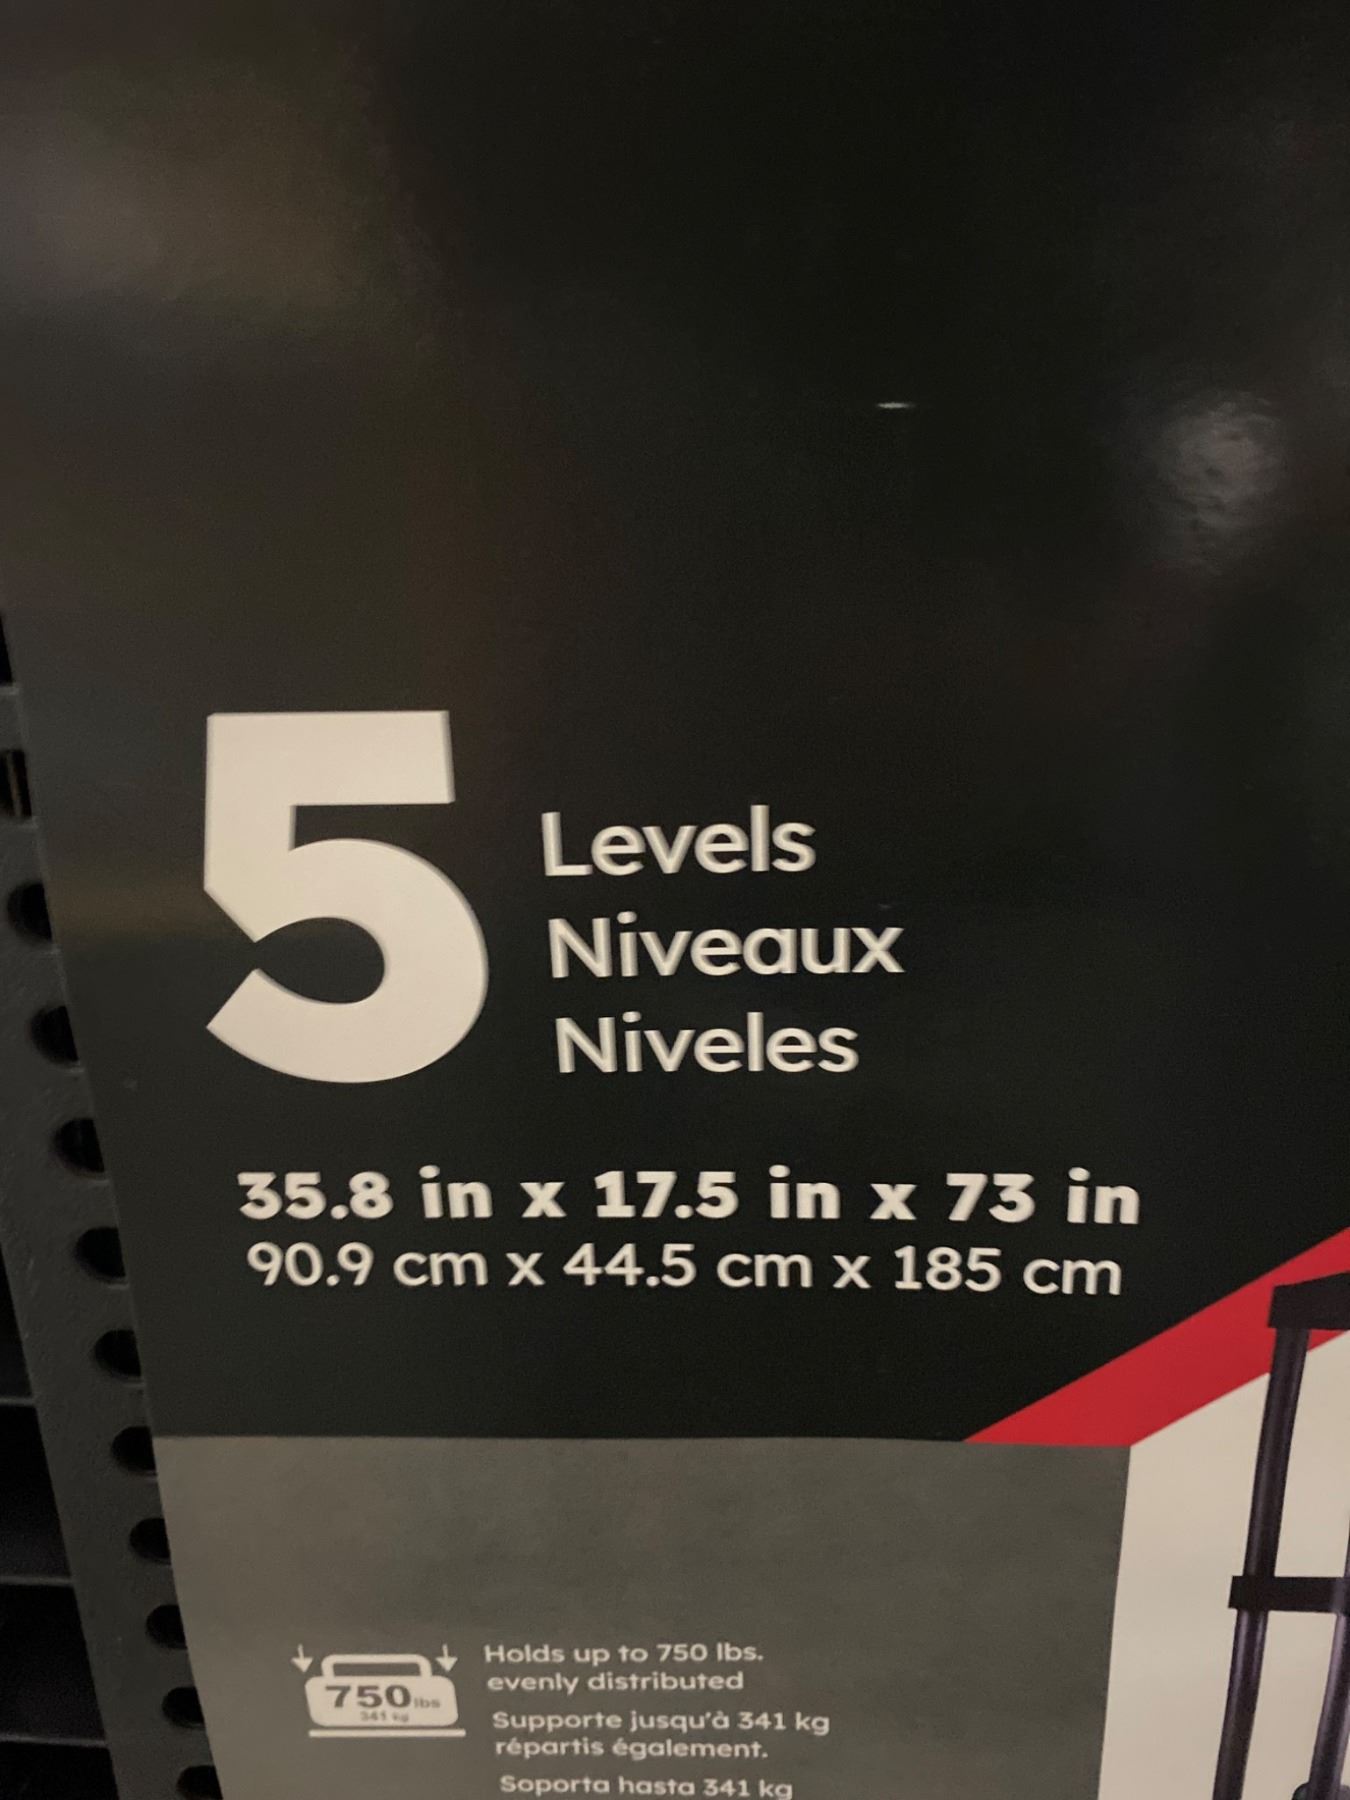 5
Levels
Niveaux
Niveles
35.8 in x 17.5 in x 73 in
90.9 cm x 44.5 cm x 185 cm
750 lbs
341 kg
Holds up to 750 lbs.
evenly distributed
Supporte jusqu'à 341 kg
répartis également.
Soporta hasta 341 kg